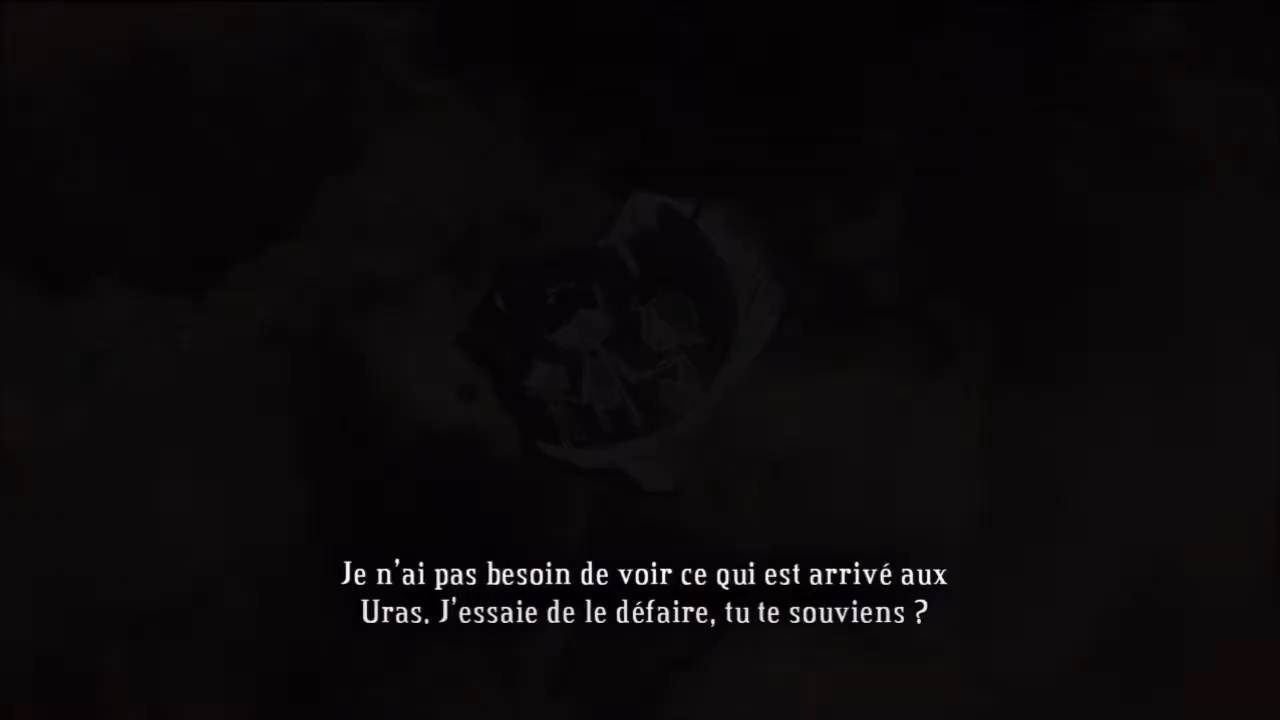 Je n'ai pas besoin de voir ce qui est arrivé aux
Uras. J'essaie de le défaire, tu te souviens ?